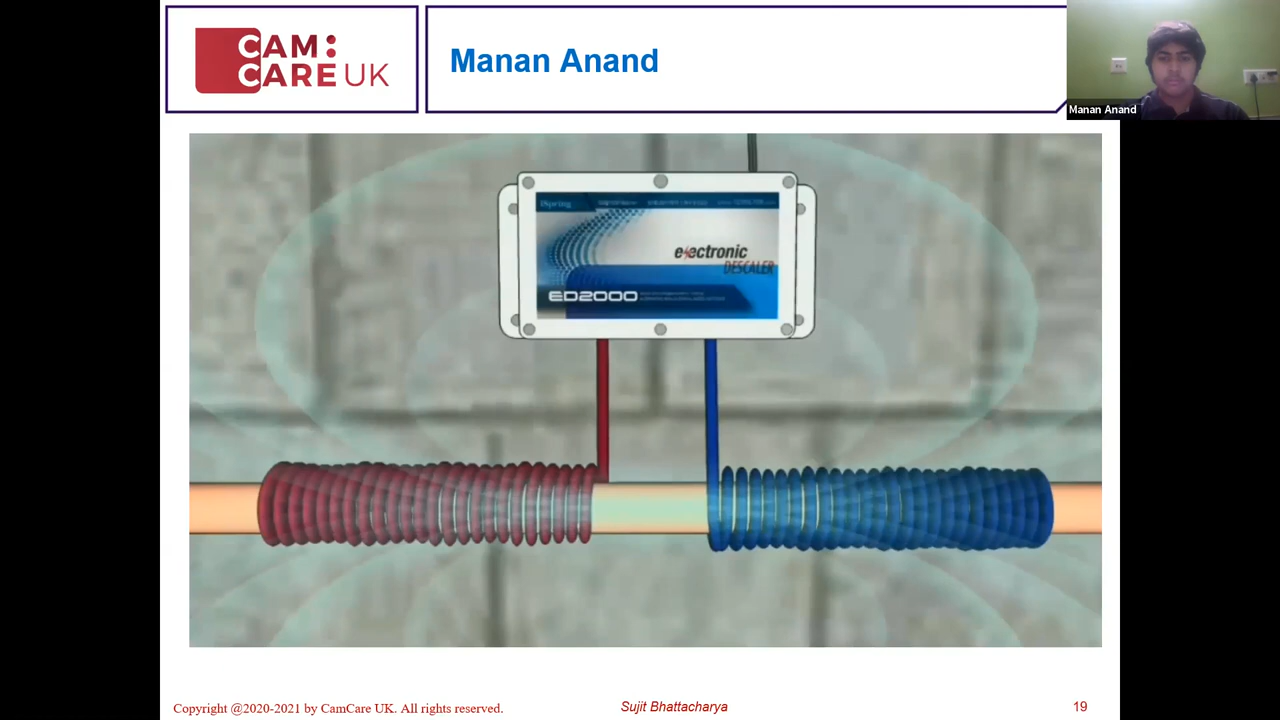 CAM:
CARE UK
Manan Anand
Manan Anand
iSpring
electronic
DESCALER
ED2000
Copyright @2020-2021 by CamCare UK. All rights reserved.
Sujit Bhattacharya
19